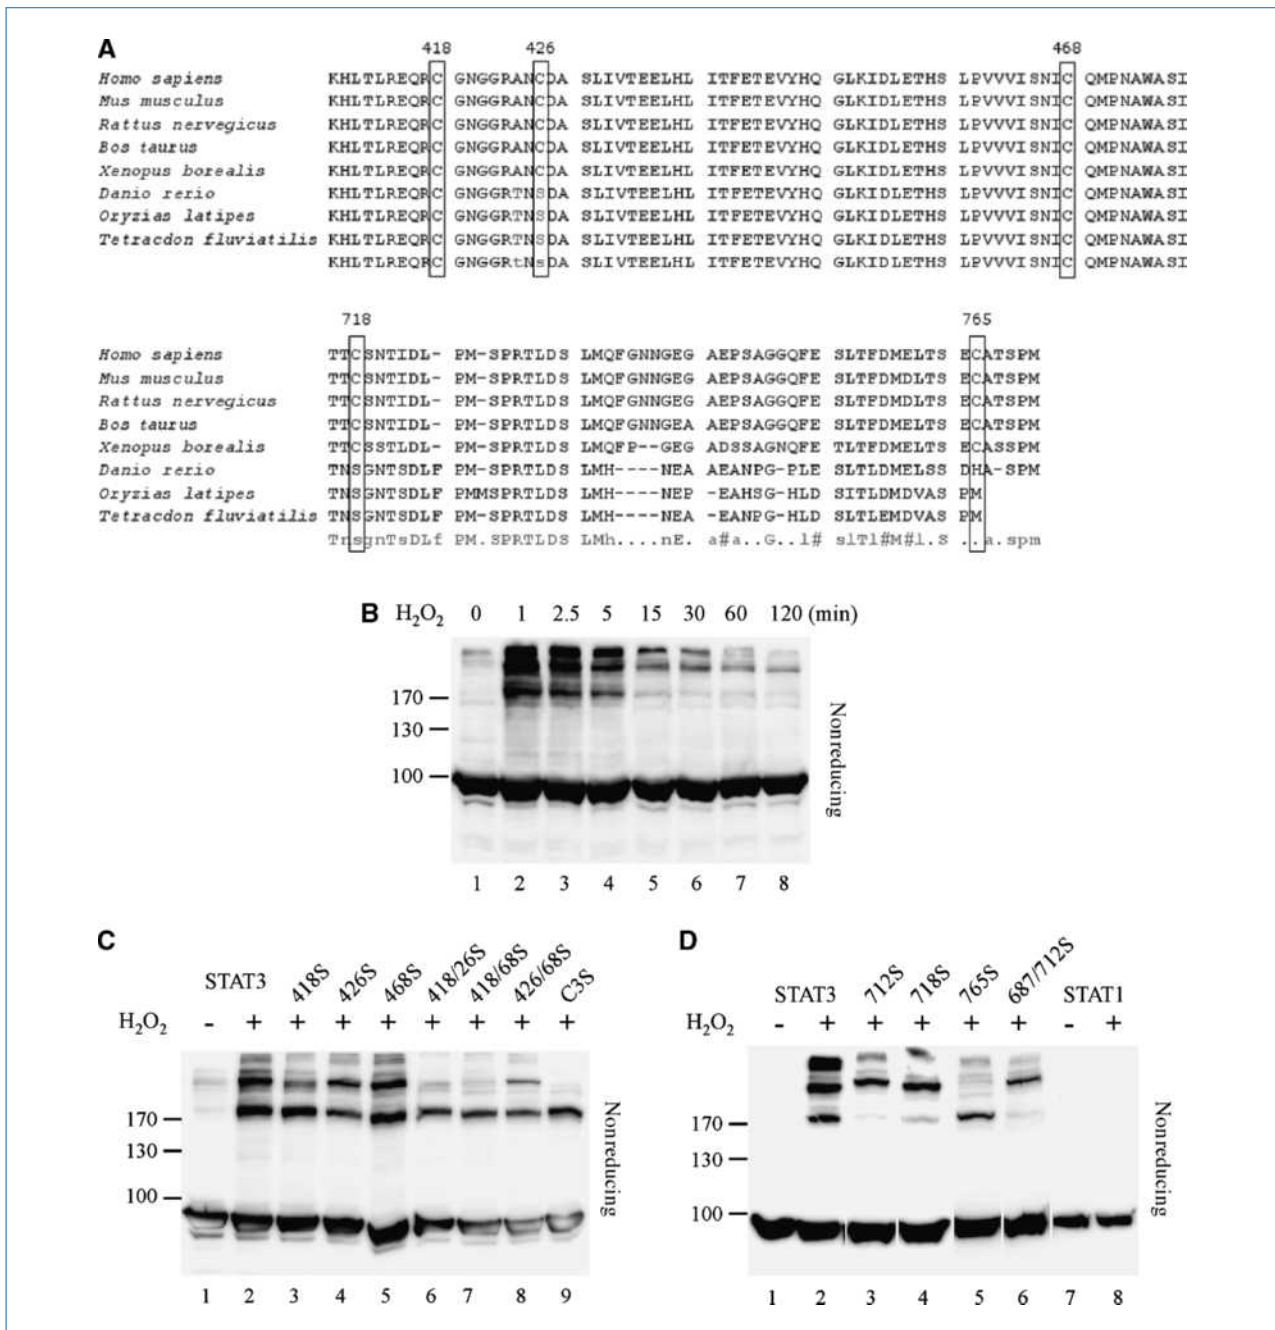 A
418 426 468
Homo sapiens KHLTLREQRC GNGGRANCDA SLIVTEELHL ITFETEVYHQ GLKIDLETHS LPVVVISNIC QMPNAWASI
Mus musculus KHLTLREQRC GNGGRANCDA SLIVTEELHL ITFETEVYHQ GLKIDLETHS LPVVVISNIC QMPNAWASI
Rattus nervegicus KHLTLREQRC GNGGRANCDA SLIVTEELHL ITFETEVYHQ GLKIDLETHS LPVVVISNIC QMPNAWASI
Bos taurus KHLTLREQRC GNGGRANCDA SLIVTEELHL ITFETEVYHQ GLKIDLETHS LPVVVISNIC QMPNAWASI
Xenopus borealis KHLTLREQRC GNGGRANCDA SLIVTEELHL ITFETEVYHQ GLKIDLETHS LPVVVISNIC QMPNAWASI
Danio rerio KHLTLREQRC GNGGRTNSDA SLIVTEELHL ITFETEVYHQ GLKIDLETHS LPVVVISNIC QMPNAWASI
Oryzias latipes KHLTLREQRC GNGGRTNSDA SLIVTEELHL ITFETEVYHQ GLKIDLETHS LPVVVISNIC QMPNAWASI
Tetracdon fluviatilis KHLTLREQRC GNGGRTNSDA SLIVTEELHL ITFETEVYHQ GLKIDLETHS LPVVVISNIC QMPNAWASI
KHLTLREQRC GNGGRtNsDA SLIVTEELHL ITFETEVYHQ GLKIDLETHS LPVVVISNIC QMPNAWASI
718 765
Homo sapiens TTCSNTIDL- PM-SPRTLDS LMQFGNNGEG AEPSAGGQFE SLTFDMELTS ECATSPM
Mus musculus TTCSNTIDL- PM-SPRTLDS LMQFGNNGEG AEPSAGGQFE SLTFDMDLTS ECATSPM
Rattus nervegicus TTCSNTIDL- PM-SPRTLDS LMQFGNNGEG AEPSAGGQFE SLTFDMELTS ECATSPM
Bos taurus TTCSNTIDL- PM-SPRTLDS LMQFGNNGEA AEPSAGGQFE SLTFDMELTS ECATSPM
Xenopus borealis TTCSSTLDL- PM-SPRTLDS LMQFP--GEG ADSSAGNQFE TLTFDMELTS ECASSPM
Danio rerio TNSGNTSDLF PM-SPRTLDS LMH----NEA AEANPG-PLE SLTLDMELSS DHA-SPM
Oryzias latipes TNSGNTSDLF PMMSPRTLDS LMH----NEP -EAHSG-HLD SITLDMDVAS PM
Tetracdon fluviatilis TNSGNTSDLF PM-SPRTLDS LMH----NEA -EANPG-HLD SLTLEMDVAS PM
TnsgnTsDLf PM.SPRTLDS LMh....nE. a#a..G..l# slTl#M#l.S ..a.spm
B H₂O₂ 0 1 2.5 5 15 30 60 120 (min)
170
130
100
Nonreducing
1 2 3 4 5 6 7 8
C
STAT3 418S 426S 468S 418/26S 418/68S 426/68S C3S
H₂O₂ - + + + + + + + +
170
130
100
Nonreducing
1 2 3 4 5 6 7 8 9
D
STAT3 712S 718S 765S 687/712S STAT1
H₂O₂ - + + + + + - +
170
130
100
Nonreducing
1 2 3 4 5 6 7 8